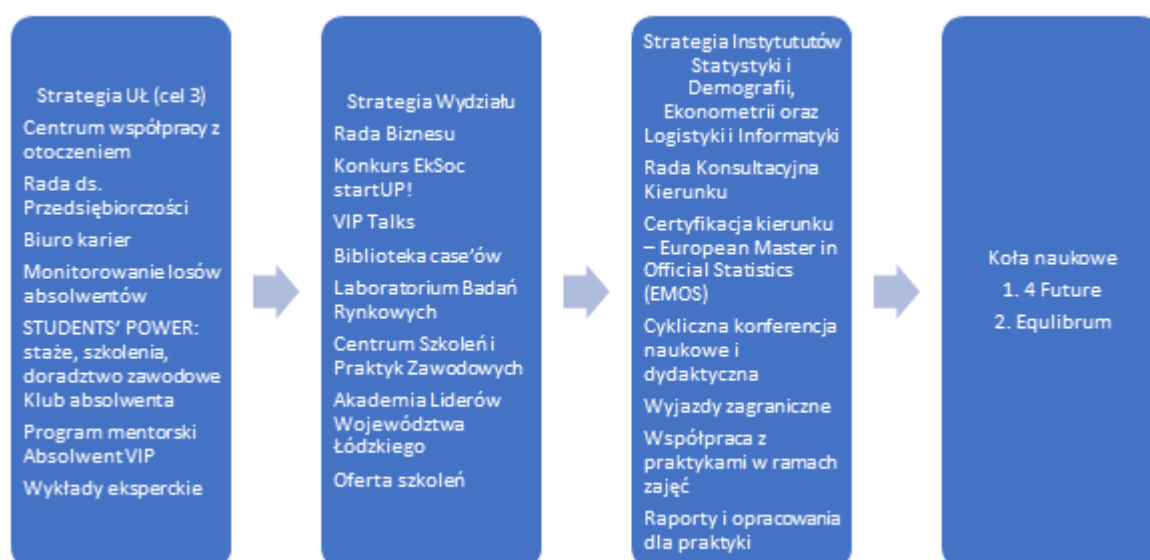 Strategia UŁ (cel 3)
Centrum współpracy z
otoczeniem
Rada ds.
Przedsiębiorczości
Biuro karier
Monitorowanie losów
absolwentów
STUDENTS' POWER:
staże, szkolenia,
doradztwo zawodowe
Klub absolwenta
Program mentorski
Absolwent VIP
Wykłady eksperckie
Strategia Wydziału
Rada Biznesu
Konkurs EkSoc
startUP!
VIP Talks
Biblioteka case'ów
Laboratorium Badań
Rynkowych
Centrum Szkoleń i
Praktyk Zawodowych
Akademia Liderów
Województwa
Łódzkiego
Oferta szkoleń
Strategia Instytututów
Statystyki i
Demografii,
Ekonometrii oraz
Logistyki i Informatyki
Rada Konsultacyjna
Kierunku
Certyfikacja kierunku
– European Master in
Official Statistics
(EMOS)
Cykliczna konferencja
naukowe i
dydaktyczna
Wyjazdy zagraniczne
Współpraca z
praktykami w ramach
zajęć
Raporty i opracowania
dla praktyki
Koła naukowe
1. 4 Future
2. Equlibrum